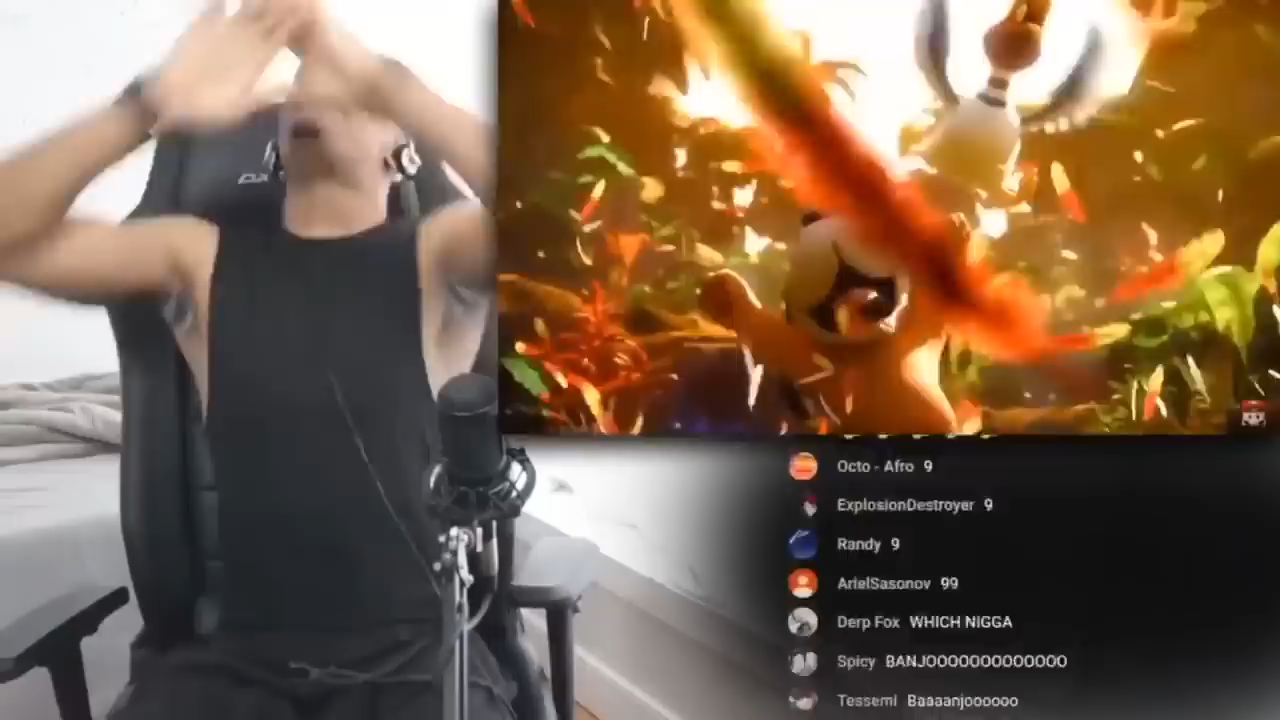 Octo - Afro 9
ExplosionDestroyer 9
Randy 9
ArielSasonov 99
Derp Fox WHICH NIGGA
Spicy BANJOOOOOOOOOOOOO
Tessemi Baaaanjoooooo